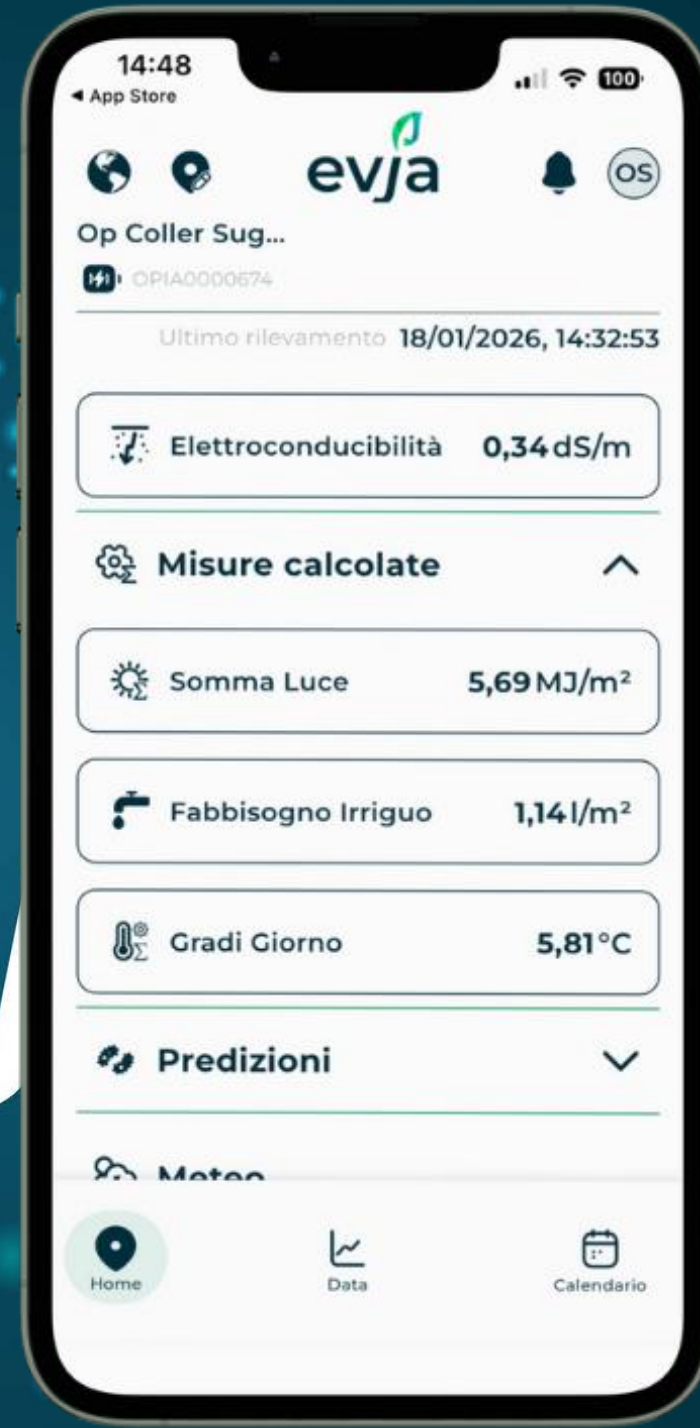 14:48
100
◀ App Store
evja
OS
Op Coller Sug...
OPIA0000674
Ultimo rilevamento 18/01/2026, 14:32:53
Elettroconducibilità 0,34 dS/m
Misure calcolate
Somma Luce 5,69 MJ/m²
Fabbisogno Irriguo 1,14 l/m²
Gradi Giorno 5,81 °C
Predizioni
Meteo
Home
Data
Calendario